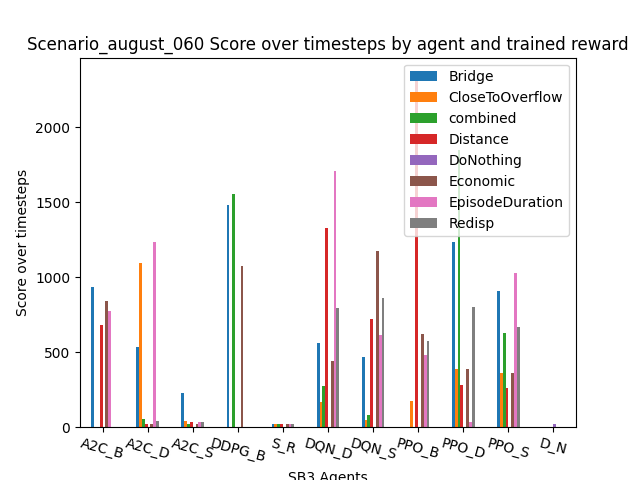 Scenario_august_060 Score over timesteps by agent and trained reward
Score over timesteps
2000
1500
1000
500
0
Bridge
CloseToOverflow
combined
Distance
DoNothing
Economic
EpisodeDuration
Redisp
A2C_B
A2C_D
A2C_S
DDPG_B
S_R
DQN_D
DQN_S
PPO_B
PPO_D
PPO_S
D_N
SB3 Agents